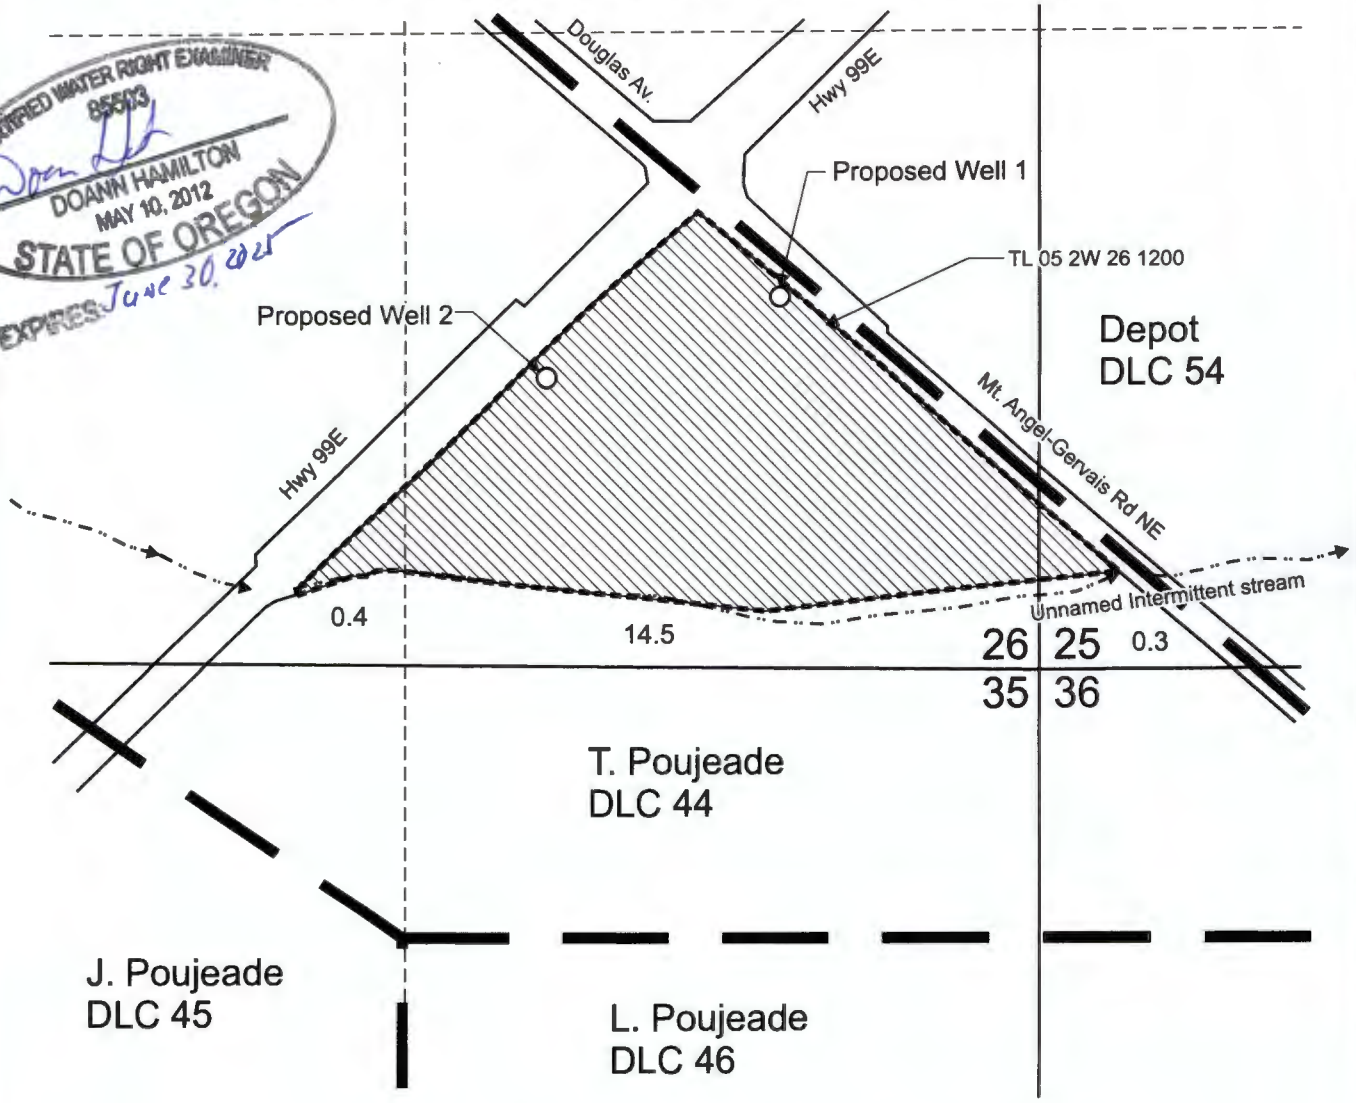 CERTIFIED WATER RIGHT EXAMINER
85503
DOANN HAMILTON
MAY 10, 2012
STATE OF OREGON
EXPIRES: June 30, 2025
Douglas Av.
Hwy 99E
Proposed Well 1
TL 05 2W 26 1200
Proposed Well 2
Depot
DLC 54
Hwy 99E
Mt. Angel-Gervais Rd NE
Unnamed Intermittent stream
0.4
14.5
26 25
0.3
35 36
T. Poujeade
DLC 44
J. Poujeade
DLC 45
L. Poujeade
DLC 46